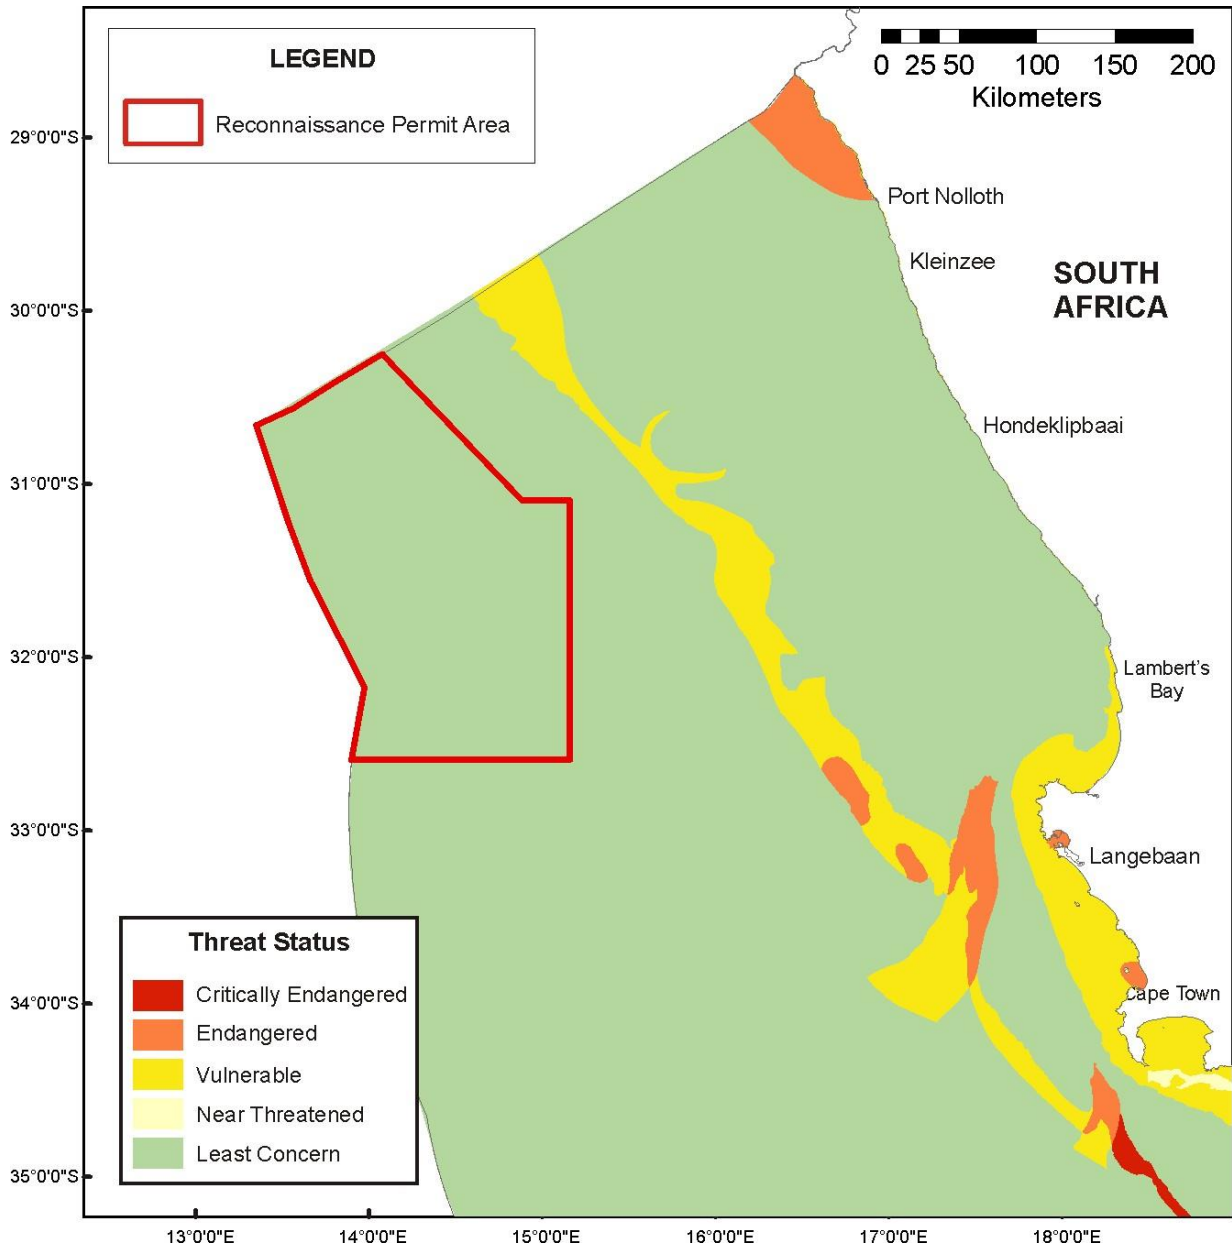 LEGEND
Reconnaissance Permit Area
0 25 50 100 150 200
Kilometers
29°0'0"S
Port Nolloth
Kleinzee
SOUTH
AFRICA
30°0'0"S
Hondeklipbaai
31°0'0"S
32°0'0"S
Lambert's
Bay
33°0'0"S
Langebaan
Threat Status
Critically Endangered
Endangered
Vulnerable
Near Threatened
Least Concern
34°0'0"S
Cape Town
35°0'0"S
13°0'0"E 14°0'0"E 15°0'0"E 16°0'0"E 17°0'0"E 18°0'0"E